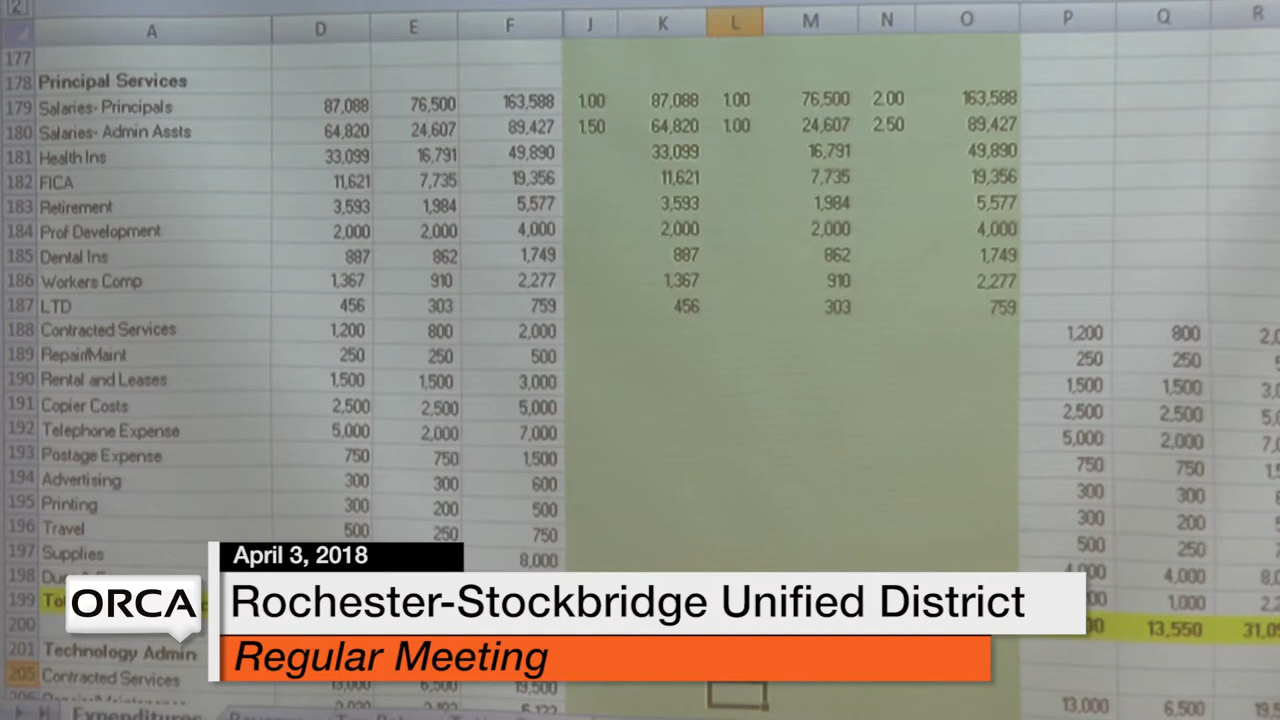 A D E F J K L M N O P Q R
177
178 Principal Services
179 Salaries- Principals 87,088 76,500 163,588 1.00 87,088 1.00 76,500 2.00 163,588
180 Salaries- Admin Assts 64,820 24,607 89,427 1.50 64,820 1.00 24,607 2.50 89,427
181 Health Ins 33,099 16,791 49,890 33,099 16,791 49,890
182 FICA 11,621 7,735 19,356 11,621 7,735 19,356
183 Retirement 3,593 1,984 5,577 3,593 1,984 5,577
184 Prof Development 2,000 2,000 4,000 2,000 2,000 4,000
185 Dental Ins 887 862 1,749 887 862 1,749
186 Workers Comp 1,367 910 2,277 1,367 910 2,277
187 LTD 456 303 759 456 303 759
188 Contracted Services 1,200 800 2,000 1,200 800
189 Repair/Maint 250 250 500 250 250
190 Rental and Leases 1,500 1,500 3,000 1,500 1,500
191 Copier Costs 2,500 2,500 5,000 2,500 2,500
192 Telephone Expense 5,000 2,000 7,000 5,000 2,000
193 Postage Expense 750 750 1,500 750 750
194 Advertising 300 300 600 300 300
195 Printing 300 200 500 300 200
196 Travel 500 250 750 500 250
197 Supplies 8,000 4,000 4,000
198 1,000
199 13,550
200
201 Technology Admin
205 Contracted Services 13,000 6,500 19,500 13,000 6,500
Expenditures
April 3, 2018
ORCA
Rochester-Stockbridge Unified District
Regular Meeting